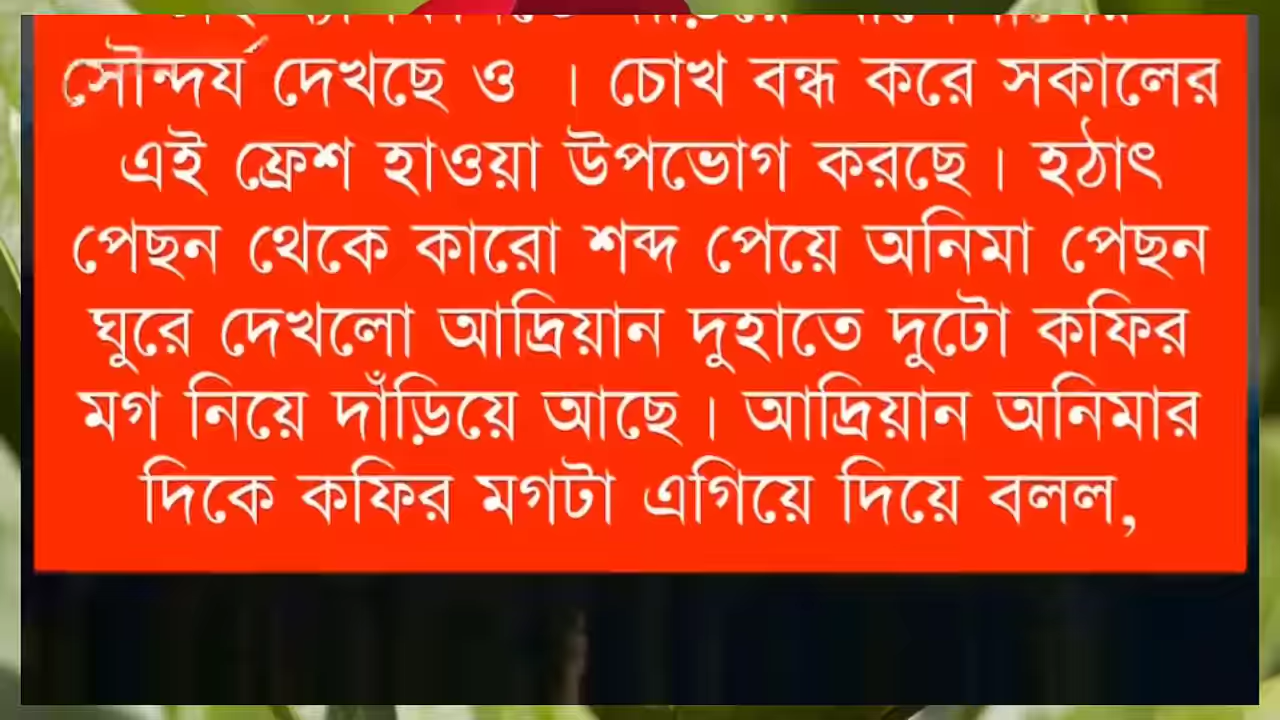 সৌন্দর্য দেখছে ও । চোখ বন্ধ করে সকালের
এই ফ্রেশ হাওয়া উপভোগ করছে। হঠাৎ
পেছন থেকে কারো শব্দ পেয়ে অনিমা পেছন
ঘুরে দেখলো আদ্রিয়ান দুহাতে দুটো কফির
মগ নিয়ে দাঁড়িয়ে আছে। আদ্রিয়ান অনিমার
দিকে কফির মগটা এগিয়ে দিয়ে বলল,